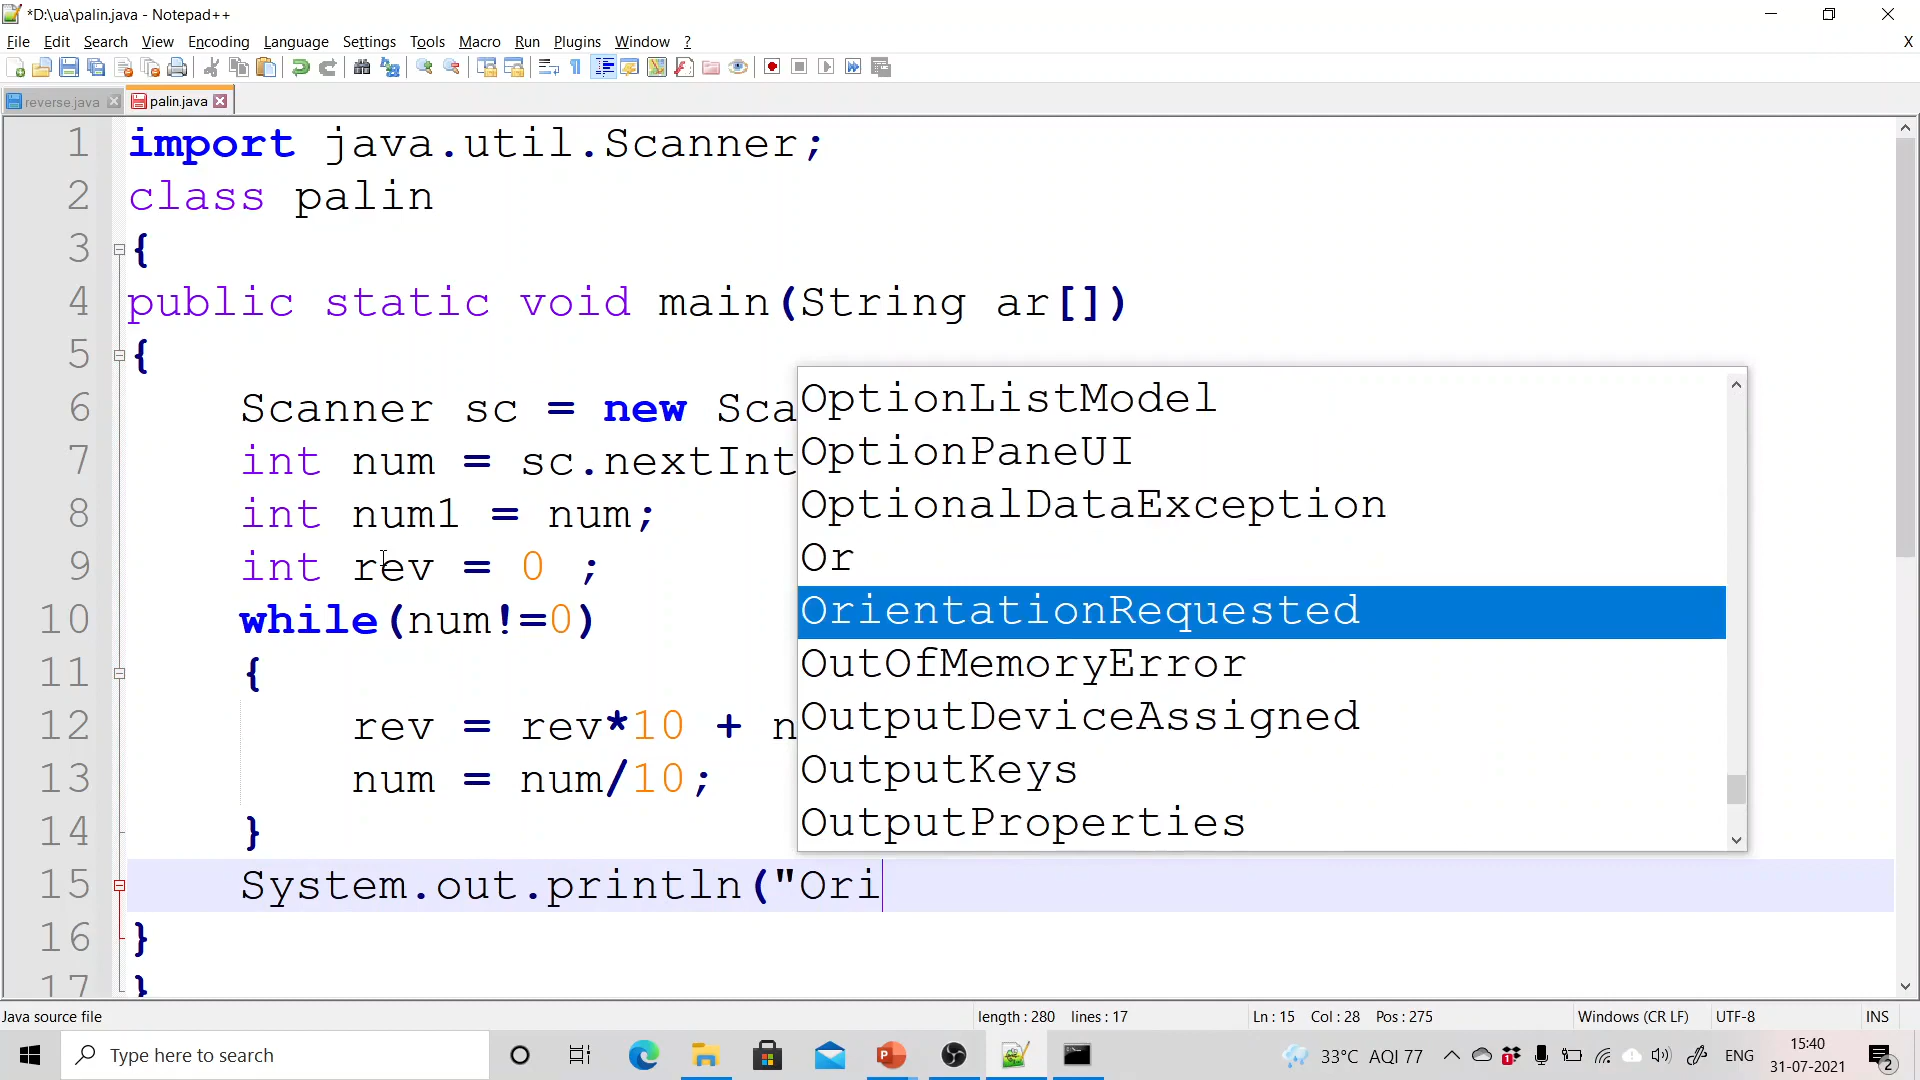 *D:\ua\palin.java - Notepad++
File Edit Search View Encoding Language Settings Tools Macro Run Plugins Window ?
X
reverse.java palin.java
1 import java.util.Scanner;
2 class palin
3 {
4 public static void main(String ar[])
5 {
6 Scanner sc = new Sca
7 int num = sc.nextInt
8 int num1 = num;
9 int rev = 0 ;
10 while(num!=0)
11 {
12 rev = rev*10 + n
13 num = num/10;
14 }
15 System.out.println("Ori
16 }
17 }
OptionListModel
OptionPaneUI
OptionalDataException
Or
OrientationRequested
OutOfMemoryError
OutputDeviceAssigned
OutputKeys
OutputProperties
Java source file length : 280 lines : 17 Ln : 15 Col : 28 Pos : 275 Windows (CR LF) UTF-8 INS
Type here to search 33°C AQI 77 ENG 15:40
31-07-2021
1
2